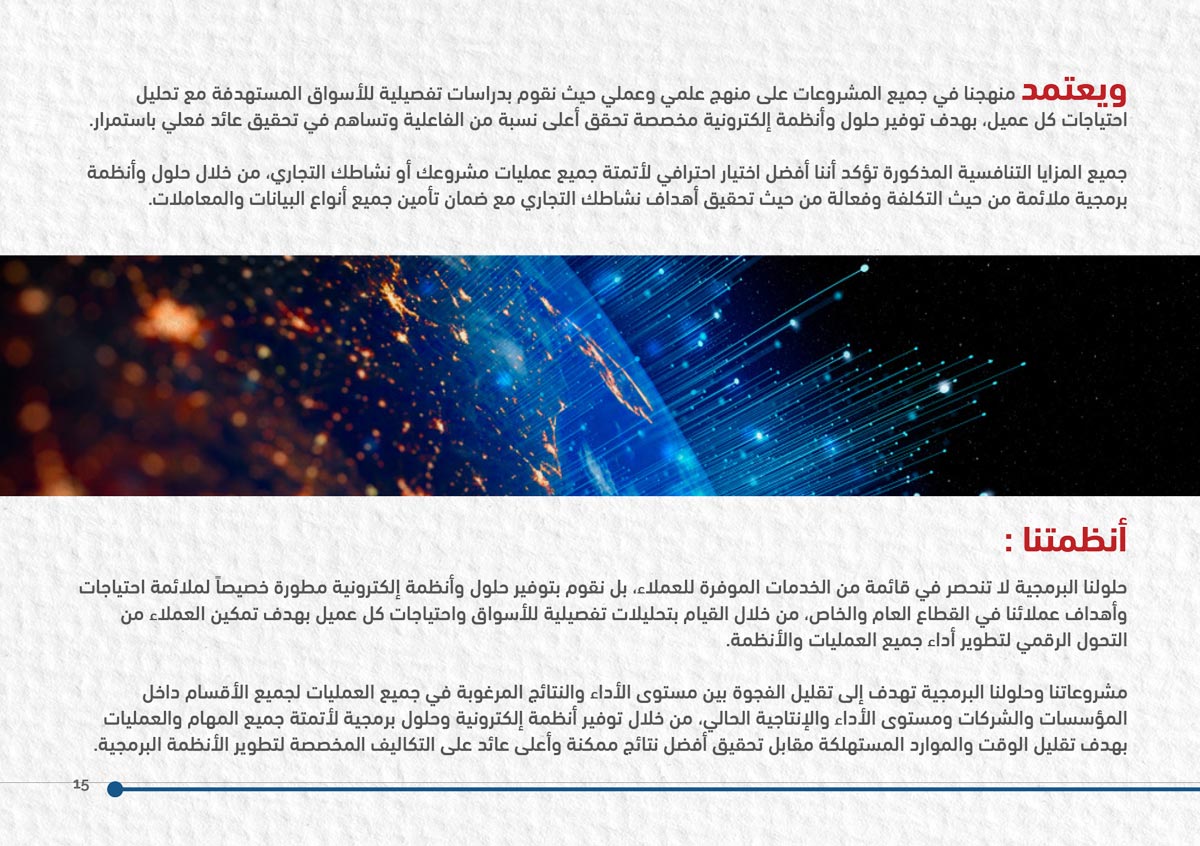 ويعتمد منهجنا في جميع المشروعات على منهج علمي وعملي حيث نقوم بدراسات تفصيلية للأسواق المستهدفة مع تحليل
احتياجات كل عميل، بهدف توفير حلول وأنظمة إلكترونية مخصصة تحقق أعلى نسبة من الفاعلية وتساهم في تحقيق عائد فعلي باستمرار.
جميع المزايا التنافسية المذكورة تؤكد أننا أفضل اختيار احترافي لأتمتة جميع عمليات مشروعك أو نشاطك التجاري، من خلال حلول وأنظمة
برمجية ملائمة من حيث التكلفة وفعالة من حيث تحقيق أهداف نشاطك التجاري مع ضمان تأمين جميع أنواع البيانات والمعاملات.
أنظمتنا :
حلولنا البرمجية لا تنحصر في قائمة من الخدمات الموفرة للعملاء، بل نقوم بتوفير حلول وأنظمة إلكترونية مطورة خصيصاً لملائمة احتياجات
وأهداف عملائنا في القطاع العام والخاص، من خلال القيام بتحليلات تفصيلية للأسواق واحتياجات كل عميل بهدف تمكين العملاء من
التحول الرقمي لتطوير أداء جميع العمليات والأنظمة.
مشروعاتنا وحلولنا البرمجية تهدف إلى تقليل الفجوة بين مستوى الأداء والنتائج المرغوبة في جميع العمليات لجميع الأقسام داخل
المؤسسات والشركات ومستوى الأداء والإنتاجية الحالي، من خلال توفير أنظمة إلكترونية وحلول برمجية لأتمتة جميع المهام والعمليات
بهدف تقليل الوقت والموارد المستهلكة مقابل تحقيق أفضل نتائج ممكنة وأعلى عائد على التكاليف المخصصة لتطوير الأنظمة البرمجية.
15